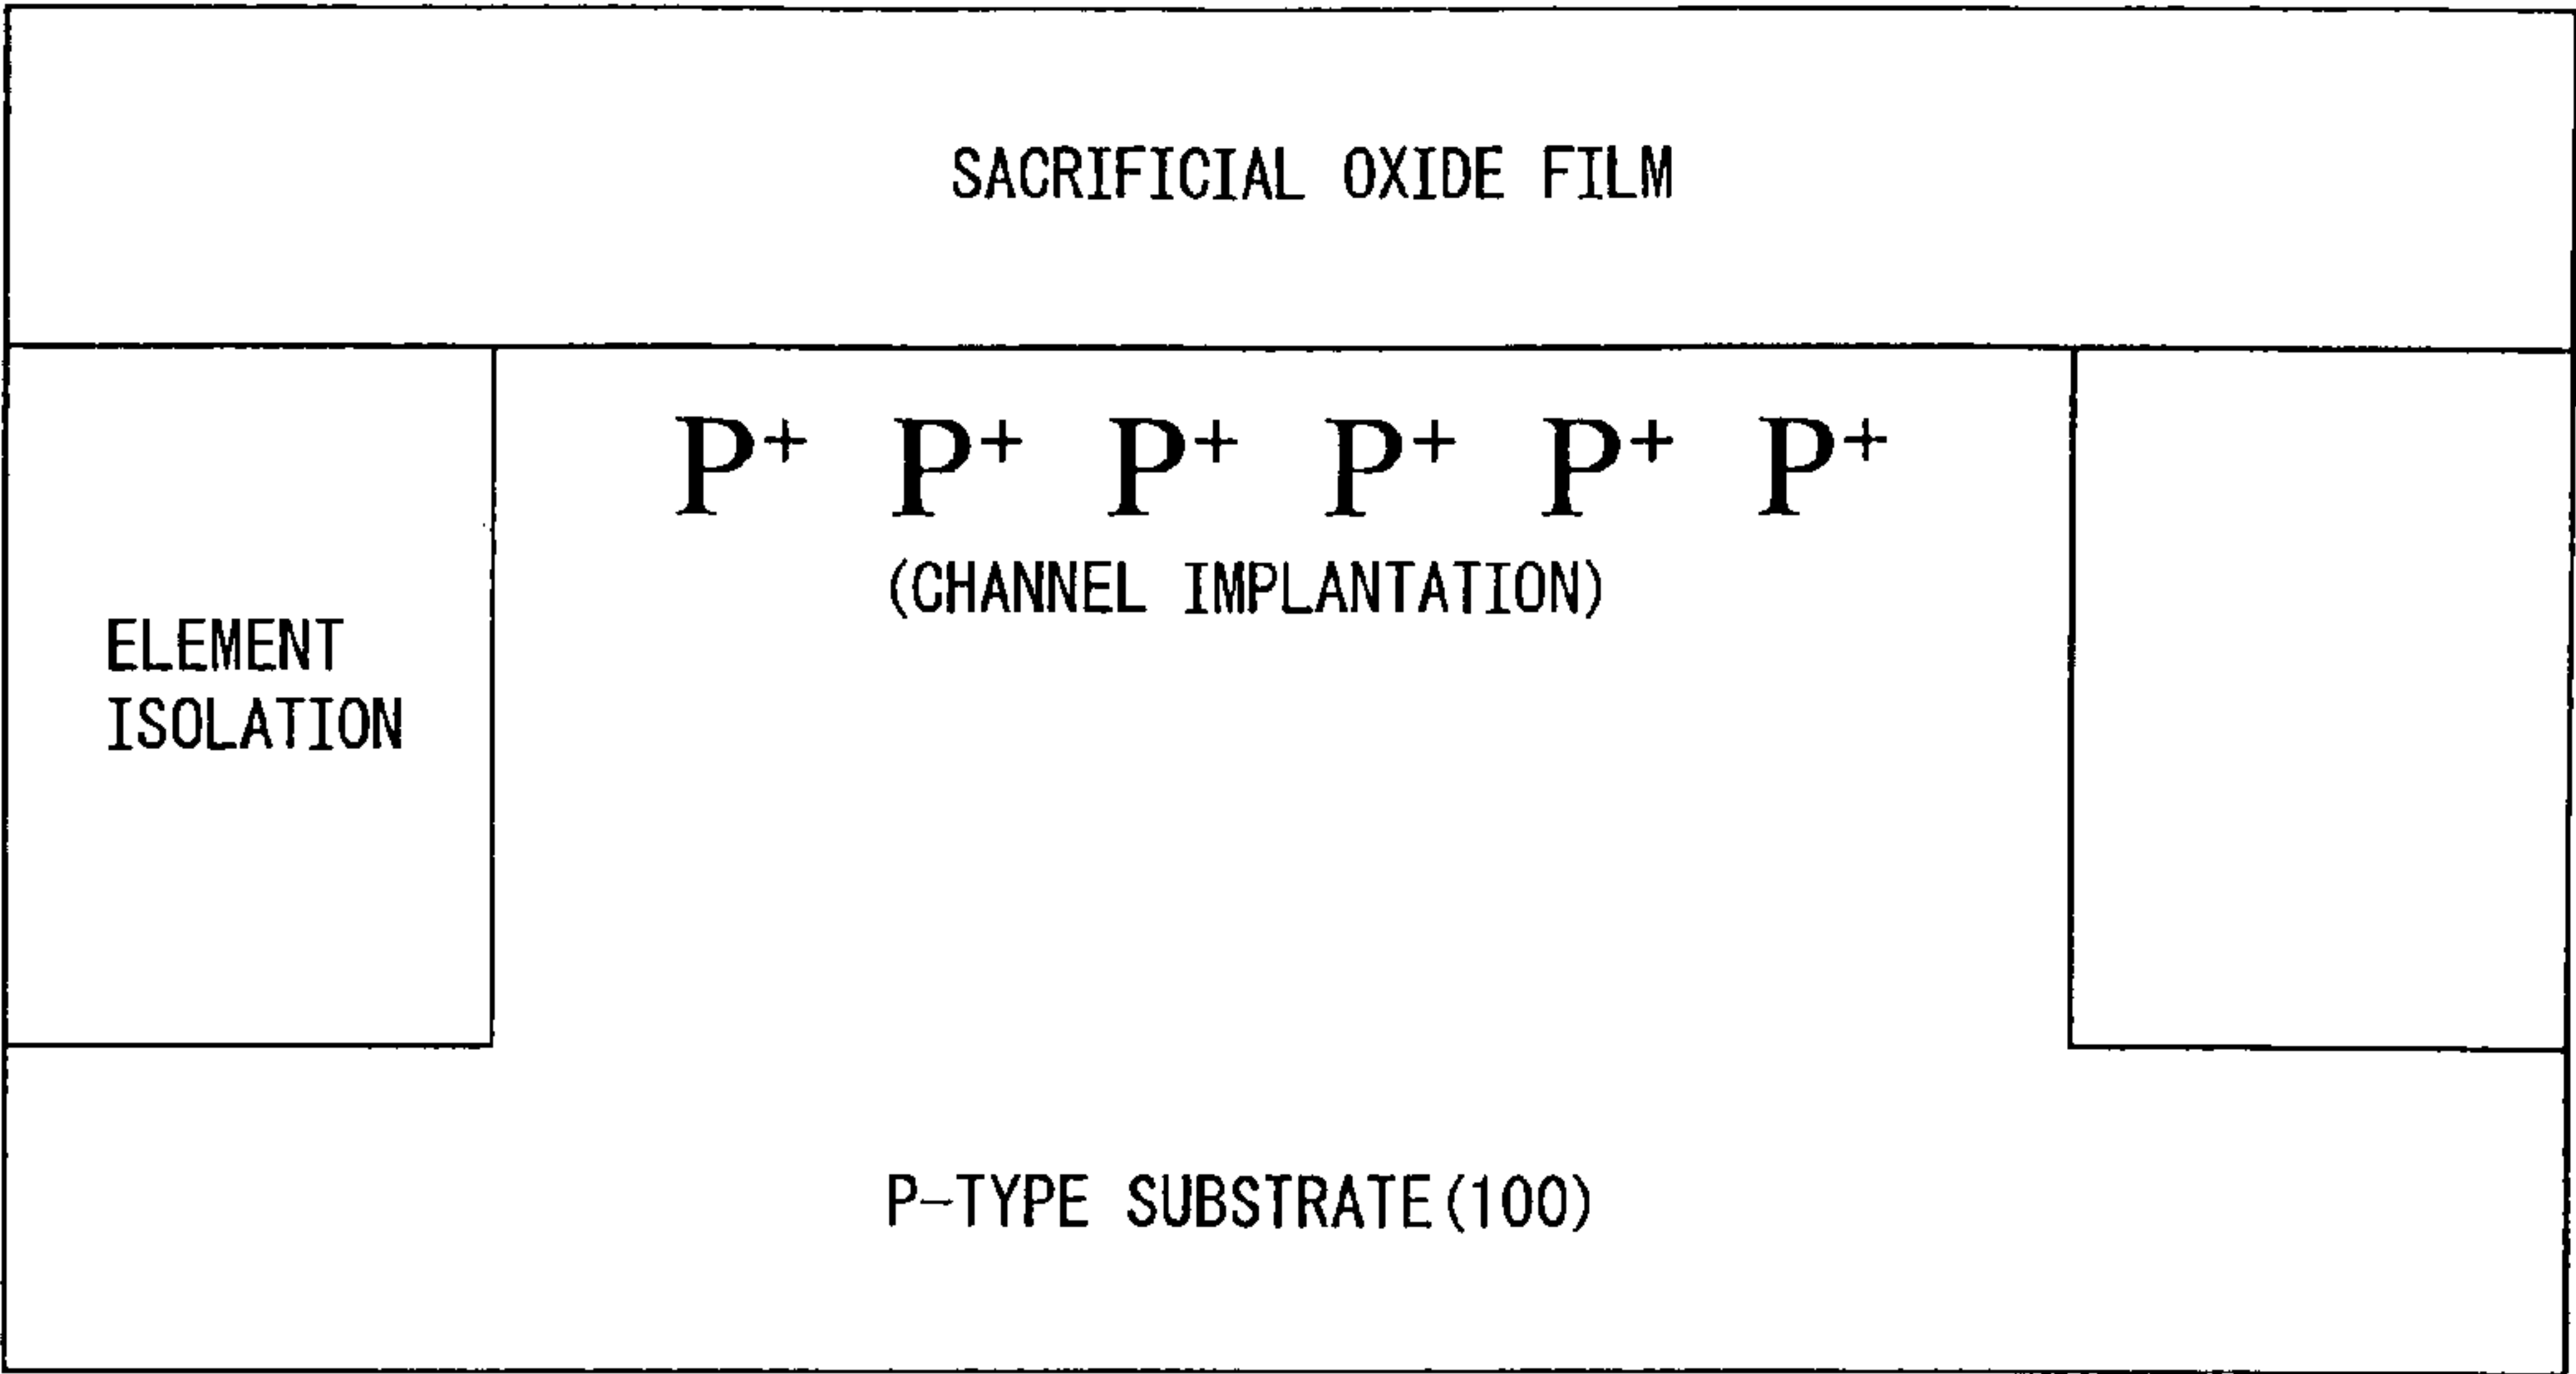 SACRIFICIAL OXIDE FILM
P⁺ P⁺ P⁺ P⁺ P⁺ P⁺
(CHANNEL IMPLANTATION)
ELEMENT
ISOLATION
P-TYPE SUBSTRATE(100)